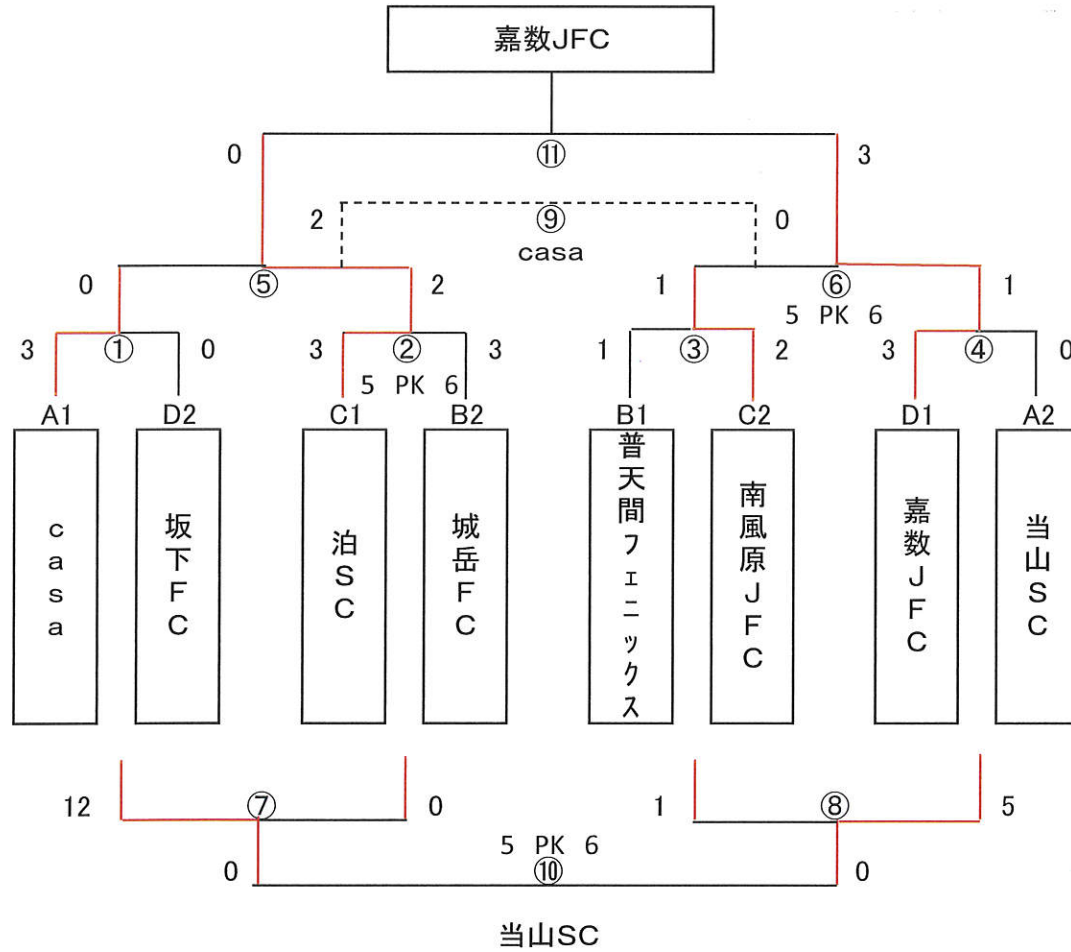 嘉数JFC
0 ⑪ 3
2 ⑨ 0
casa
0 ⑤ 2 1 ⑥ 1
5 PK 6
3 ① 0 3 ② 3 1 ③ 2 3 ④ 0
5 PK 6
A1 D2 C1 B2 B1 C2 D1 A2
casa
坂下FC
泊SC
城岳FC
普天間フェニックス
南風原JFC
嘉数JFC
当山SC
12 ⑦ 0 1 ⑧ 5
5 PK 6
0 ⑩ 0
当山SC